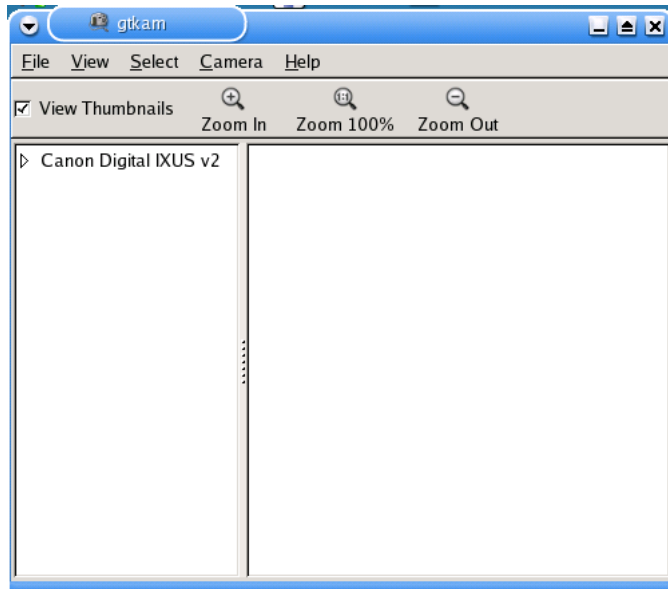 gtkam
File View Select Camera Help
View Thumbnails Zoom In Zoom 100% Zoom Out
Canon Digital IXUS v2